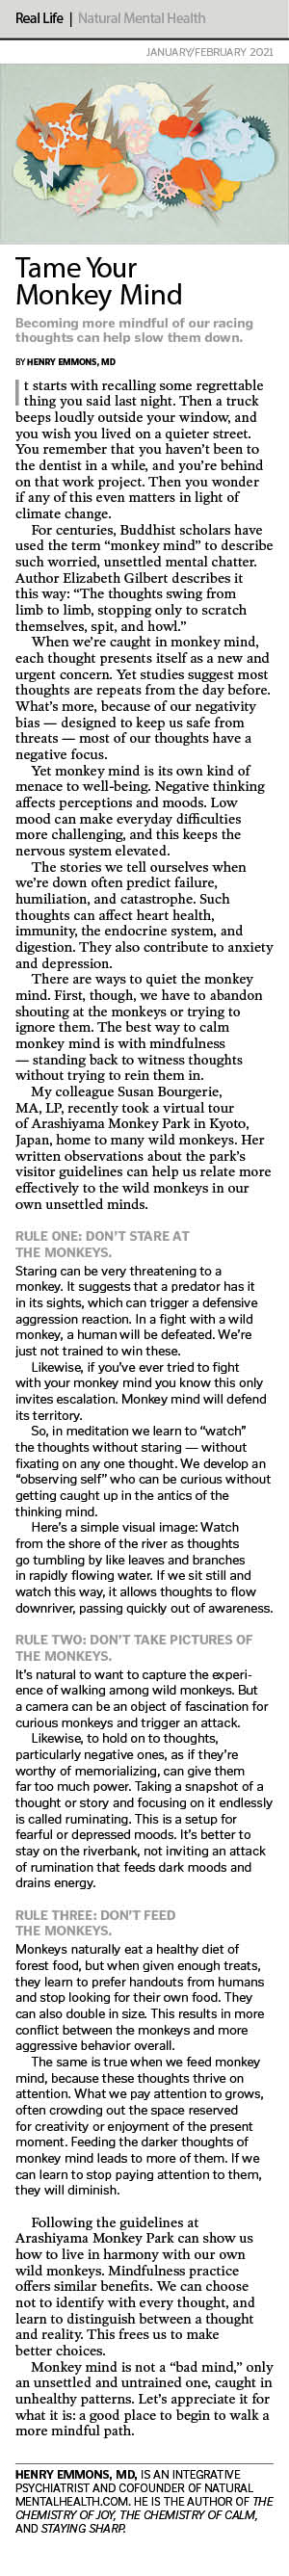 Real Life | Natural Mental Health
JANUARY/FEBRUARY 2021
Tame Your
Monkey Mind
Becoming more mindful of our racing
thoughts can help slow them down.
BY HENRY EMMONS, MD
It starts with recalling some regrettable
thing you said last night. Then a truck
beeps loudly outside your window, and
you wish you lived on a quieter street.
You remember that you haven't been to
the dentist in a while, and you're behind
on that work project. Then you wonder
if any of this even matters in light of
climate change.
For centuries, Buddhist scholars have
used the term “monkey mind” to describe
such worried, unsettled mental chatter.
Author Elizabeth Gilbert describes it
this way: “The thoughts swing from
limb to limb, stopping only to scratch
themselves, spit, and howl.”
When we're caught in monkey mind,
each thought presents itself as a new and
urgent concern. Yet studies suggest most
thoughts are repeats from the day before.
What's more, because of our negativity
bias — designed to keep us safe from
threats — most of our thoughts have a
negative focus.
Yet monkey mind is its own kind of
menace to well-being. Negative thinking
affects perceptions and moods. Low
mood can make everyday difficulties
more challenging, and this keeps the
nervous system elevated.
The stories we tell ourselves when
we're down often predict failure,
humiliation, and catastrophe. Such
thoughts can affect heart health,
immunity, the endocrine system, and
digestion. They also contribute to anxiety
and depression.
There are ways to quiet the monkey
mind. First, though, we have to abandon
shouting at the monkeys or trying to
ignore them. The best way to calm
monkey mind is with mindfulness
— standing back to witness thoughts
without trying to rein them in.
My colleague Susan Bourgerie,
MA, LP, recently took a virtual tour
of Arashiyama Monkey Park in Kyoto,
Japan, home to many wild monkeys. Her
written observations about the park's
visitor guidelines can help us relate more
effectively to the wild monkeys in our
own unsettled minds.
RULE ONE: DON'T STARE AT
THE MONKEYS.
Staring can be very threatening to a
monkey. It suggests that a predator has it
in its sights, which can trigger a defensive
aggression reaction. In a fight with a wild
monkey, a human will be defeated. We're
just not trained to win these.
Likewise, if you've ever tried to fight
with your monkey mind you know this only
invites escalation. Monkey mind will defend
its territory.
So, in meditation we learn to “watch”
the thoughts without staring — without
fixating on any one thought. We develop an
“observing self” who can be curious without
getting caught up in the antics of the
thinking mind.
Here's a simple visual image: Watch
from the shore of the river as thoughts
go tumbling by like leaves and branches
in rapidly flowing water. If we sit still and
watch this way, it allows thoughts to flow
downriver, passing quickly out of awareness.
RULE TWO: DON'T TAKE PICTURES OF
THE MONKEYS.
It's natural to want to capture the experi-
ence of walking among wild monkeys. But
a camera can be an object of fascination for
curious monkeys and trigger an attack.
Likewise, to hold on to thoughts,
particularly negative ones, as if they're
worthy of memorializing, can give them
far too much power. Taking a snapshot of a
thought or story and focusing on it endlessly
is called ruminating. This is a setup for
fearful or depressed moods. It's better to
stay on the riverbank, not inviting an attack
of rumination that feeds dark moods and
drains energy.
RULE THREE: DON'T FEED
THE MONKEYS.
Monkeys naturally eat a healthy diet of
forest food, but when given enough treats,
they learn to prefer handouts from humans
and stop looking for their own food. They
can also double in size. This results in more
conflict between the monkeys and more
aggressive behavior overall.
The same is true when we feed monkey
mind, because these thoughts thrive on
attention. What we pay attention to grows,
often crowding out the space reserved
for creativity or enjoyment of the present
moment. Feeding the darker thoughts of
monkey mind leads to more of them. If we
can learn to stop paying attention to them,
they will diminish.
Following the guidelines at
Arashiyama Monkey Park can show us
how to live in harmony with our own
wild monkeys. Mindfulness practice
offers similar benefits. We can choose
not to identify with every thought, and
learn to distinguish between a thought
and reality. This frees us to make
better choices.
Monkey mind is not a “bad mind,” only
an unsettled and untrained one, caught in
unhealthy patterns. Let's appreciate it for
what it is: a good place to begin to walk a
more mindful path.
HENRY EMMONS, MD, IS AN INTEGRATIVE
PSYCHIATRIST AND COFOUNDER OF NATURAL
MENTALHEALTH.COM. HE IS THE AUTHOR OF THE
CHEMISTRY OF JOY, THE CHEMISTRY OF CALM,
AND STAYING SHARP.